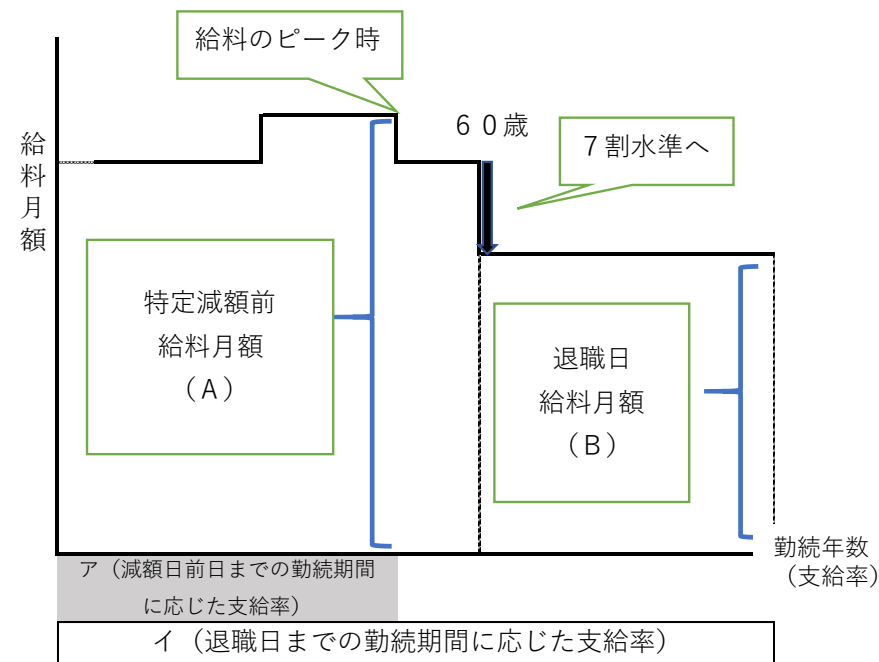 給料のピーク時
６０歳
７割水準へ
給料月額
特定減額前
給料月額
（Ａ）
退職日
給料月額
（Ｂ）
勤続年数
（支給率）
ア（減額日前日までの勤続期間
に応じた支給率）
イ（退職日までの勤続期間に応じた支給率）